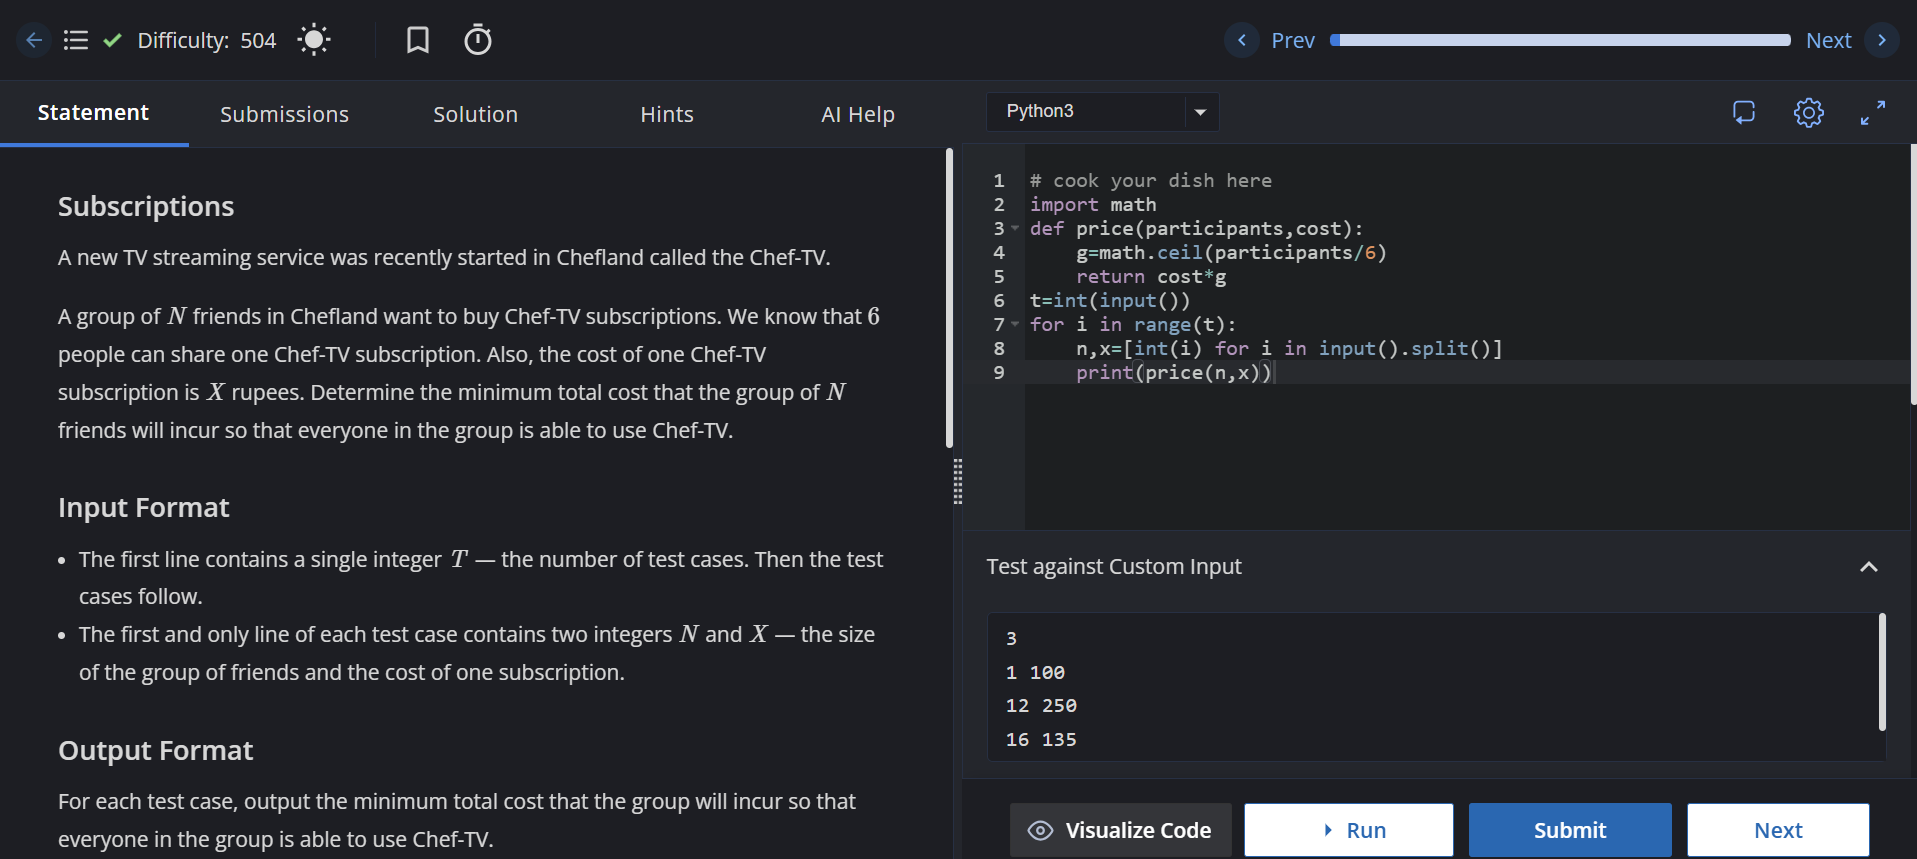 Difficulty: 504
Prev
Next
Statement
Submissions
Solution
Hints
AI Help
Python3
Subscriptions
A new TV streaming service was recently started in Chefland called the Chef-TV.
A group of N friends in Chefland want to buy Chef-TV subscriptions. We know that 6
people can share one Chef-TV subscription. Also, the cost of one Chef-TV
subscription is X rupees. Determine the minimum total cost that the group of N
friends will incur so that everyone in the group is able to use Chef-TV.
Input Format
• The first line contains a single integer T — the number of test cases. Then the test
cases follow.
• The first and only line of each test case contains two integers N and X — the size
of the group of friends and the cost of one subscription.
Output Format
For each test case, output the minimum total cost that the group will incur so that
everyone in the group is able to use Chef-TV.
1 # cook your dish here
2 import math
3 def price(participants,cost):
4     g=math.ceil(participants/6)
5     return cost*g
6 t=int(input())
7 for i in range(t):
8     n,x=[int(i) for i in input().split()]
9     print(price(n,x))
Test against Custom Input
3
1 100
12 250
16 135
Visualize Code
Run
Submit
Next